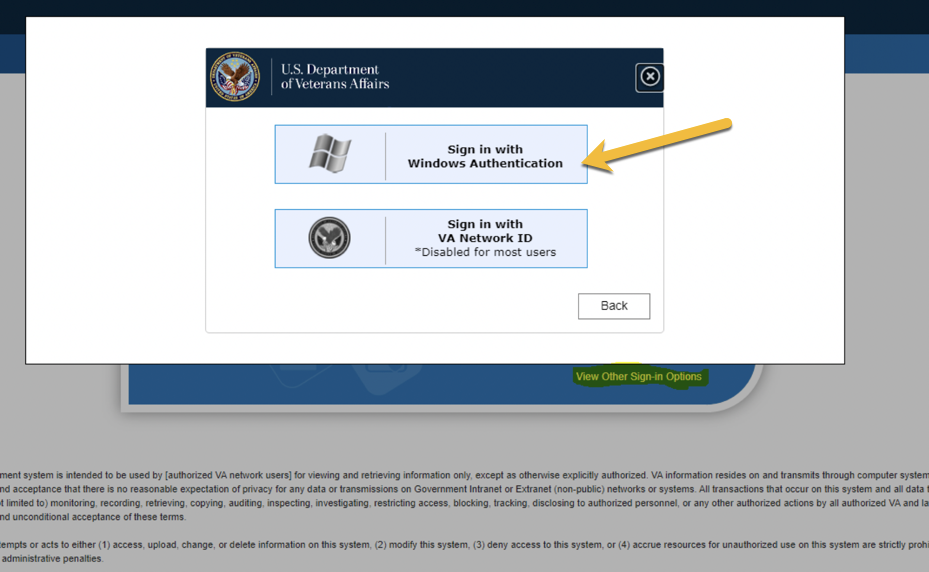 U.S. Department
of Veterans Affairs
Sign in with
Windows Authentication
Sign in with
VA Network ID
*Disabled for most users
Back
View Other Sign-in Options
ment system is intended to be used by [authorized VA network users] for viewing and retrieving information only, except as otherwise explicitly authorized. VA information resides on and transmits through computer system
nd acceptance that there is no reasonable expectation of privacy for any data or transmissions on Government Intranet or Extranet (non-public) networks or systems. All transactions that occur on this system and all data t
ot limited to) monitoring, recording, retrieving, copying, auditing, inspecting, investigating, restricting access, blocking, tracking, disclosing to authorized personnel, or any other authorized actions by all authorized VA and la
nd unconditional acceptance of these terms.
tempts or acts to either (1) access, upload, change, or delete information on this system, (2) modify this system, (3) deny access to this system, or (4) accrue resources for unauthorized use on this system are strictly prohi
administrative penalties.